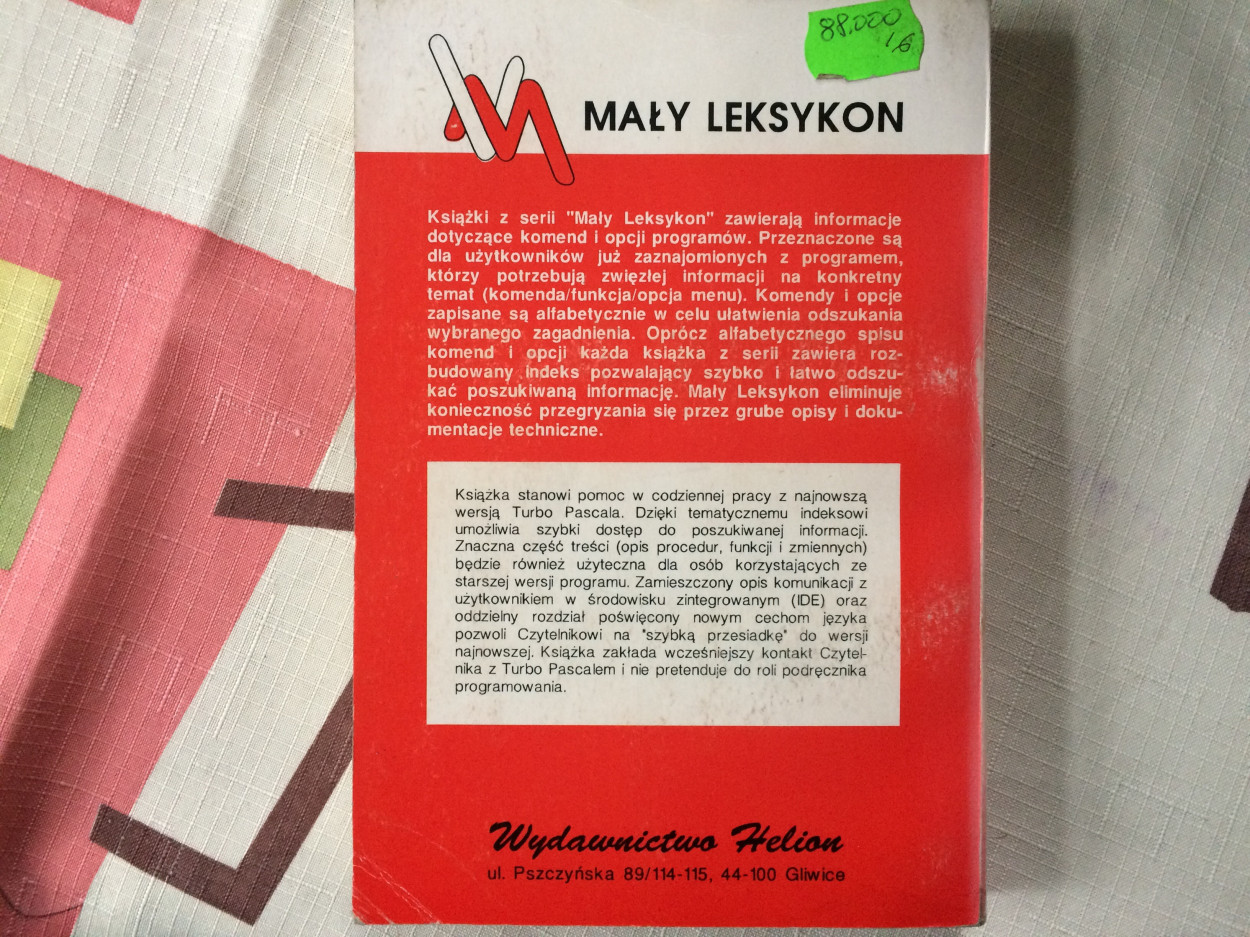 88.000
16
MAŁY LEKSYKON
Książki z serii "Mały Leksykon" zawierają informacje
dotyczące komend i opcji programów. Przeznaczone są
dla użytkowników już zaznajomionych z programem,
którzy potrzebują zwięzłej informacji na konkretny
temat (komenda/funkcja/opcja menu). Komendy i opcje
zapisane są alfabetycznie w celu ułatwienia odszukania
wybranego zagadnienia. Oprócz alfabetycznego spisu
komend i opcji każda książka z serii zawiera roz-
budowany indeks pozwalający szybko i łatwo odszu-
kać poszukiwaną informację. Mały Leksykon eliminuje
konieczność przegryzania się przez grube opisy i doku-
mentacje techniczne.
Książka stanowi pomoc w codziennej pracy z najnowszą
wersją Turbo Pascala. Dzięki tematycznemu indeksowi
umożliwia szybki dostęp do poszukiwanej informacji.
Znaczna część treści (opis procedur, funkcji i zmiennych)
będzie również użyteczna dla osób korzystających ze
starszej wersji programu. Zamieszczony opis komunikacji z
użytkownikiem w środowisku zintegrowanym (IDE) oraz
oddzielny rozdział poświęcony nowym cechom języka
pozwoli Czytelnikowi na "szybką przesiadkę" do wersji
najnowszej. Książka zakłada wcześniejszy kontakt Czytel-
nika z Turbo Pascalem i nie pretenduje do roli podręcznika
programowania.
Wydawnictwo Helion
ul. Pszczyńska 89/114-115, 44-100 Gliwice